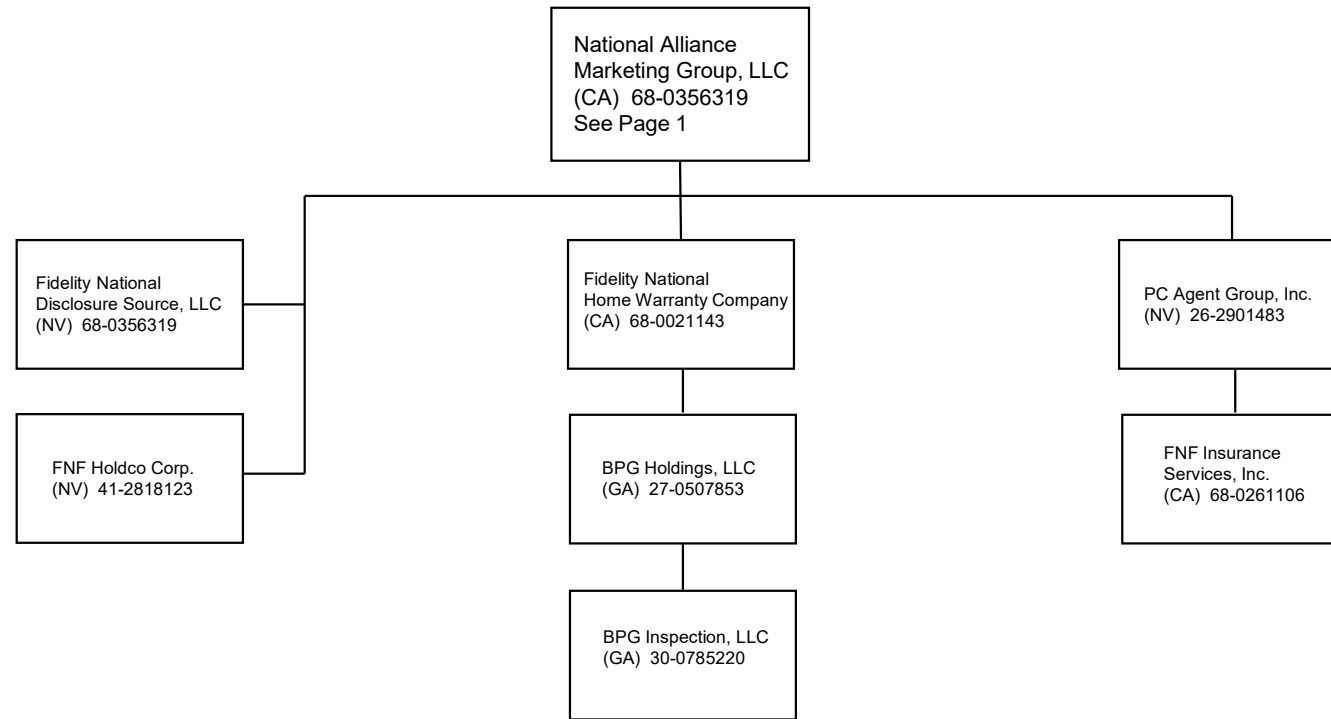 National Alliance
Marketing Group, LLC
(CA) 68-0356319
See Page 1
Fidelity National
Disclosure Source, LLC
(NV) 68-0356319
Fidelity National
Home Warranty Company
(CA) 68-0021143
PC Agent Group, Inc.
(NV) 26-2901483
FNF Holdco Corp.
(NV) 41-2818123
BPG Holdings, LLC
(GA) 27-0507853
FNF Insurance
Services, Inc.
(CA) 68-0261106
BPG Inspection, LLC
(GA) 30-0785220